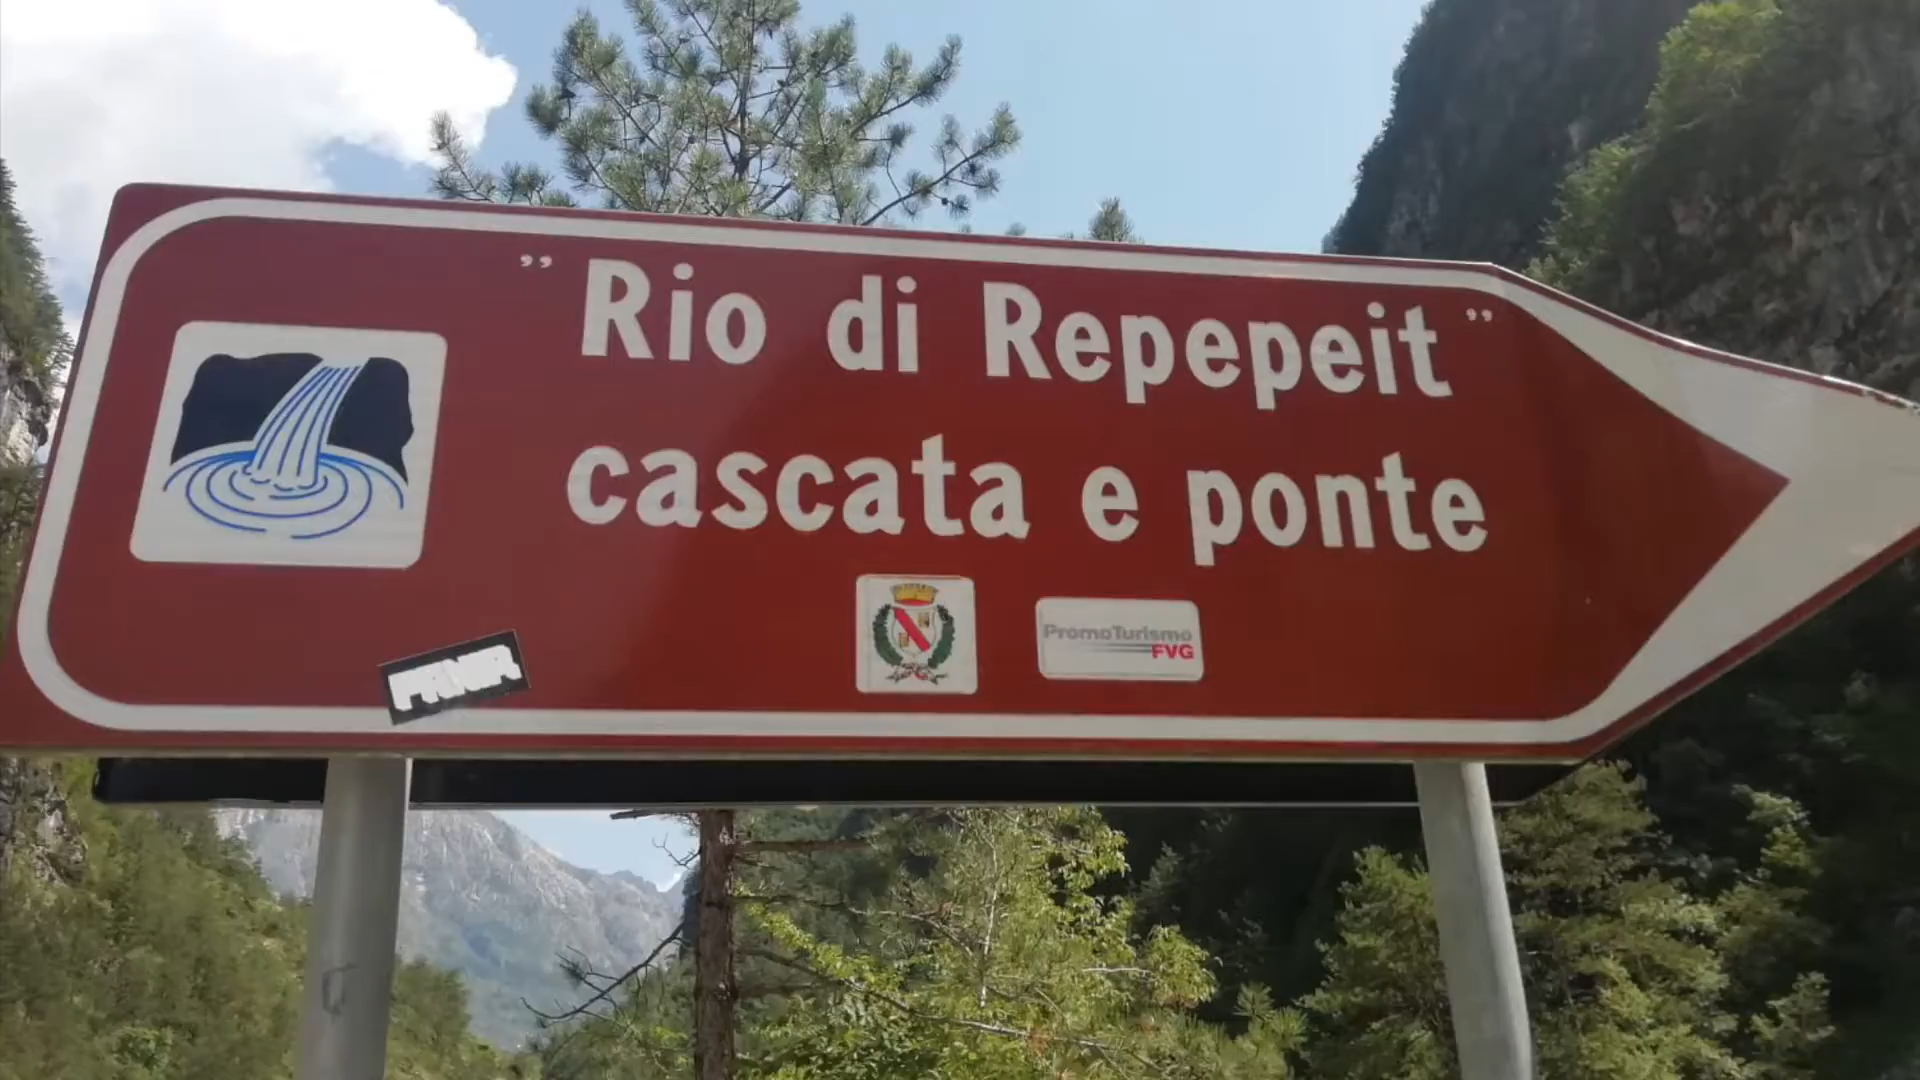 ” Rio di Repepeit ”
cascata e ponte
PromoTurismo
FVG